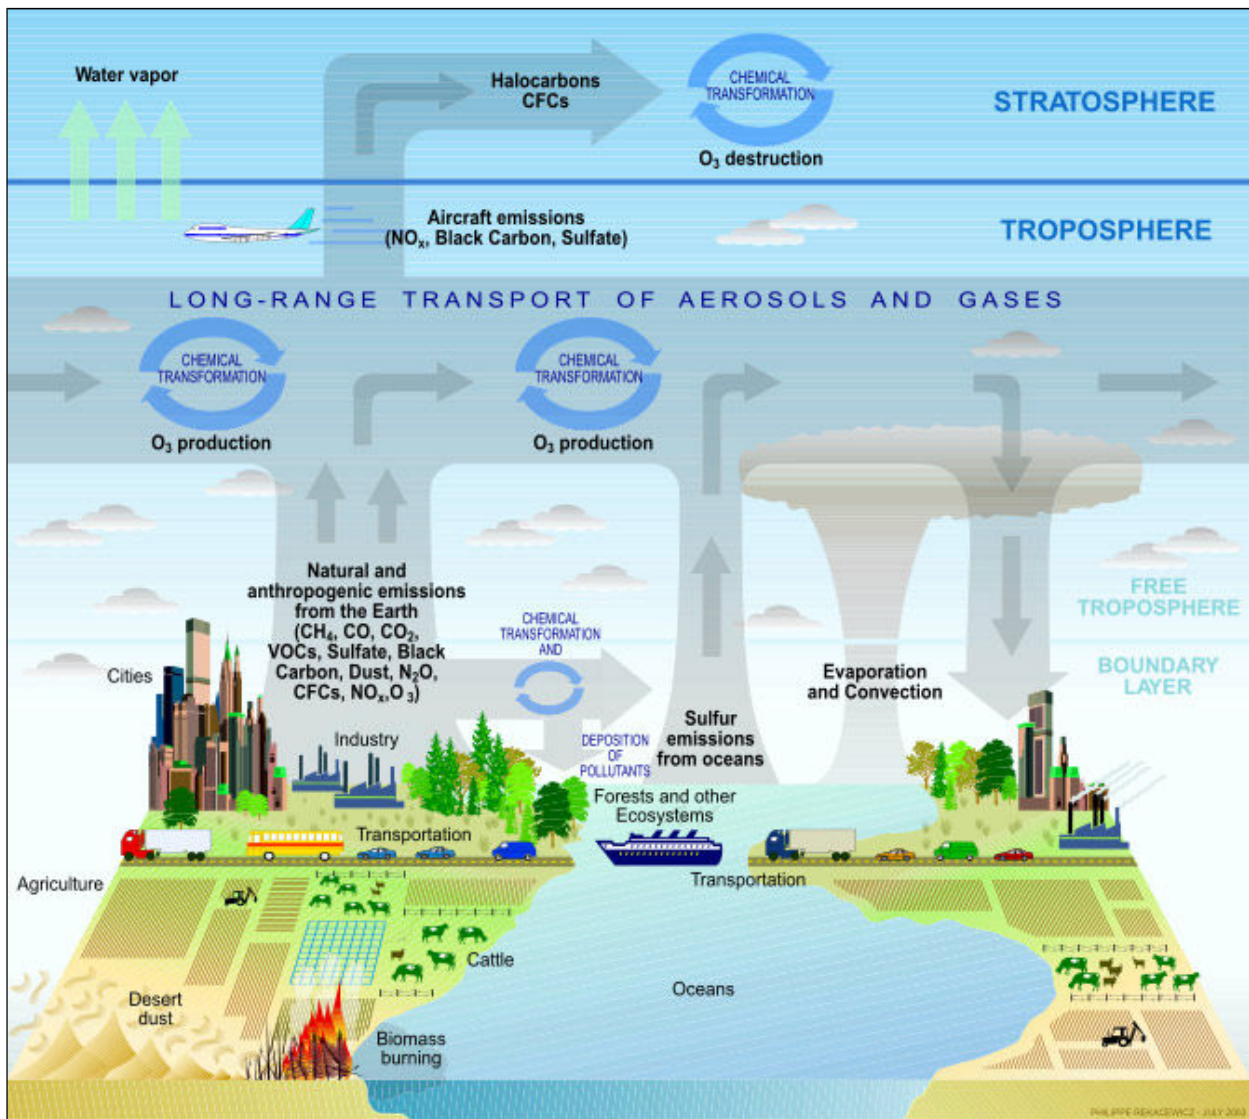 Water vapor
Halocarbons
CFCs
CHEMICAL
TRANSFORMATION
O₃ destruction
STRATOSPHERE
Aircraft emissions
(NOₓ, Black Carbon, Sulfate)
TROPOSPHERE
LONG-RANGE TRANSPORT OF AEROSOLS AND GASES
CHEMICAL
TRANSFORMATION
O₃ production
CHEMICAL
TRANSFORMATION
O₃ production
Natural and
anthropogenic emissions
from the Earth
(CH₄, CO, CO₂,
VOCs, Sulfate, Black
Carbon, Dust, N₂O,
CFCs, NOₓ,O₃)
CHEMICAL
TRANSFORMATION
AND
DEPOSITION
OF
POLLUTANTS
FREE
TROPOSPHERE
BOUNDARY
LAYER
Evaporation
and Convection
Sulfur
emissions
from oceans
Cities
Industry
Forests and other
Ecosystems
Transportation
Transportation
Agriculture
Cattle
Oceans
Desert
dust
Biomass
burning
PHILIPPE REKACEWICZ - JULY